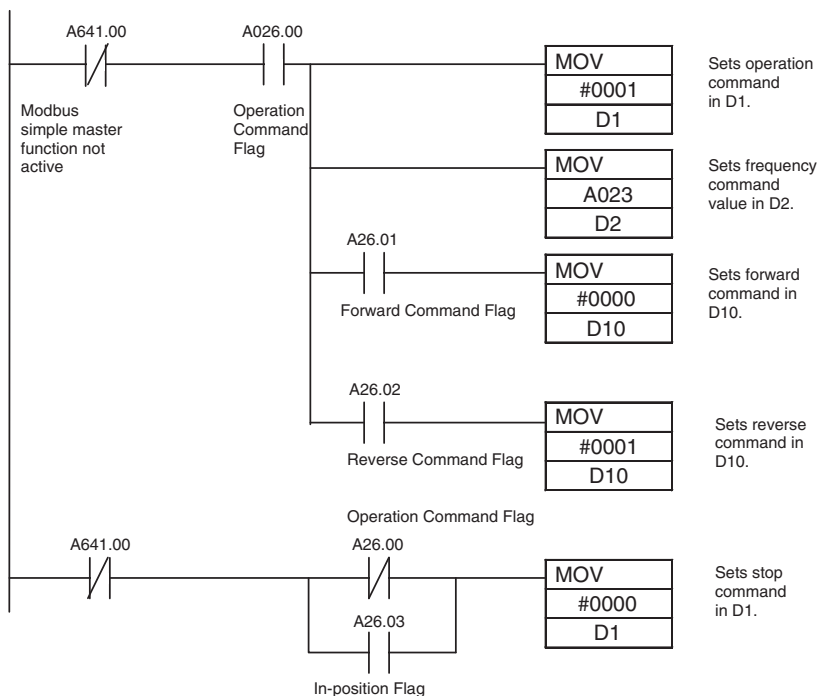 A641.00
A026.00
MOV
#0001
D1
Sets operation
command
in D1.
Modbus
simple master
function not
active
Operation
Command
Flag
MOV
A023
D2
Sets frequency
command
value in D2.
A26.01
Forward Command Flag
MOV
#0000
D10
Sets forward
command in
D10.
A26.02
Reverse Command Flag
MOV
#0001
D10
Sets reverse
command in
D10.
Operation Command Flag
A641.00
A26.00
MOV
#0000
D1
Sets stop
command
in D1.
A26.03
In-position Flag